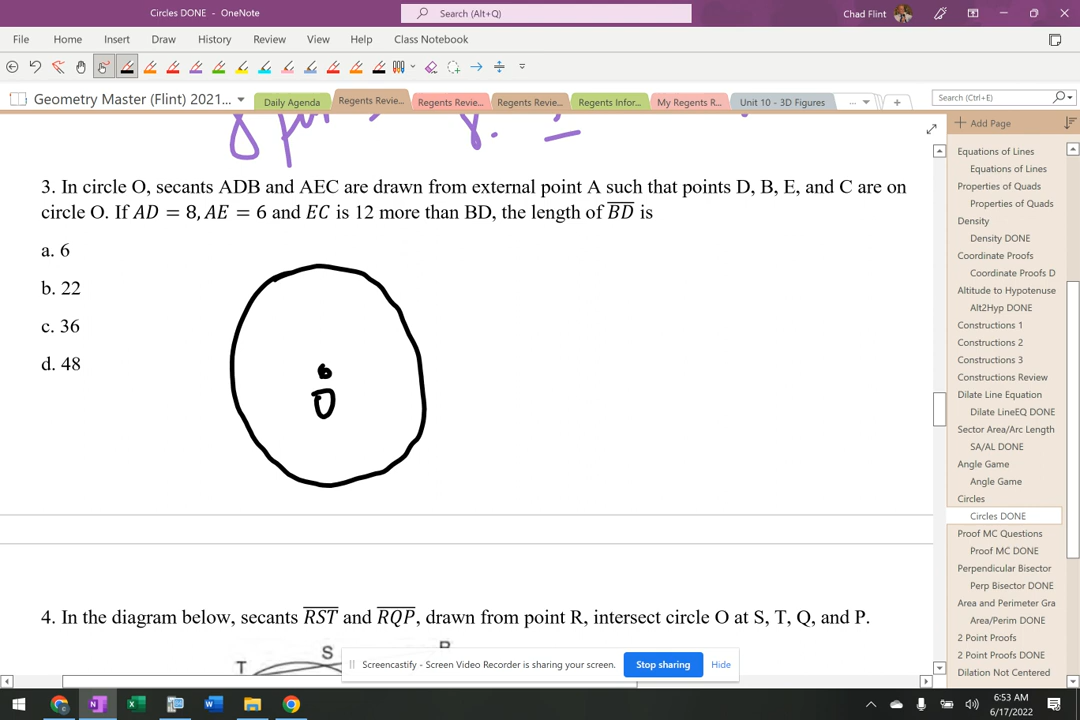 Circles DONE - OneNote
Search (Alt+Q)
Chad Flint
File Home Insert Draw History Review View Help Class Notebook
Geometry Master (Flint) 2021...
Daily Agenda
Regents Revie...
Regents Revie...
Regents Revie...
Regents Infor...
My Regents R...
Unit 10 - 3D Figures
...
Search (Ctrl+E)
Add Page
3. In circle O, secants ADB and AEC are drawn from external point A such that points D, B, E, and C are on
circle O. If AD = 8, AE = 6 and EC is 12 more than BD, the length of BD is
a. 6
b. 22
c. 36
d. 48
O
4. In the diagram below, secants RST and RQP, drawn from point R, intersect circle O at S, T, Q, and P.
S
T
Screencastify - Screen Video Recorder is sharing your screen.
Stop sharing
Hide
Equations of Lines
Equations of Lines
Properties of Quads
Properties of Quads
Density
Density DONE
Coordinate Proofs
Coordinate Proofs D
Altitude to Hypotenuse
Alt2Hyp DONE
Constructions 1
Constructions 2
Constructions 3
Constructions Review
Dilate Line Equation
Dilate LineEQ DONE
Sector Area/Arc Length
SA/AL DONE
Angle Game
Angle Game
Circles
Circles DONE
Proof MC Questions
Proof MC DONE
Perpendicular Bisector
Perp Bisector DONE
Area and Perimeter Gra
Area/Perim DONE
2 Point Proofs
2 Point Proofs DONE
Dilation Not Centered
6:53 AM
6/17/2022